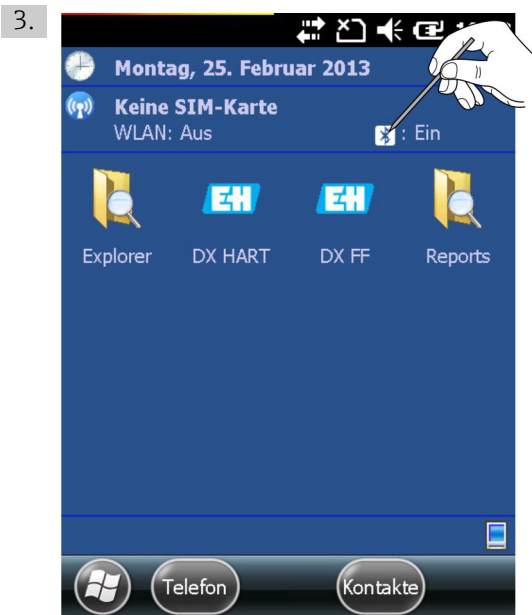 3.
Montag, 25. Februar 2013
Keine SIM-Karte
WLAN: Aus : Ein
E+H E+H
Explorer DX HART DX FF Reports
Telefon Kontakte